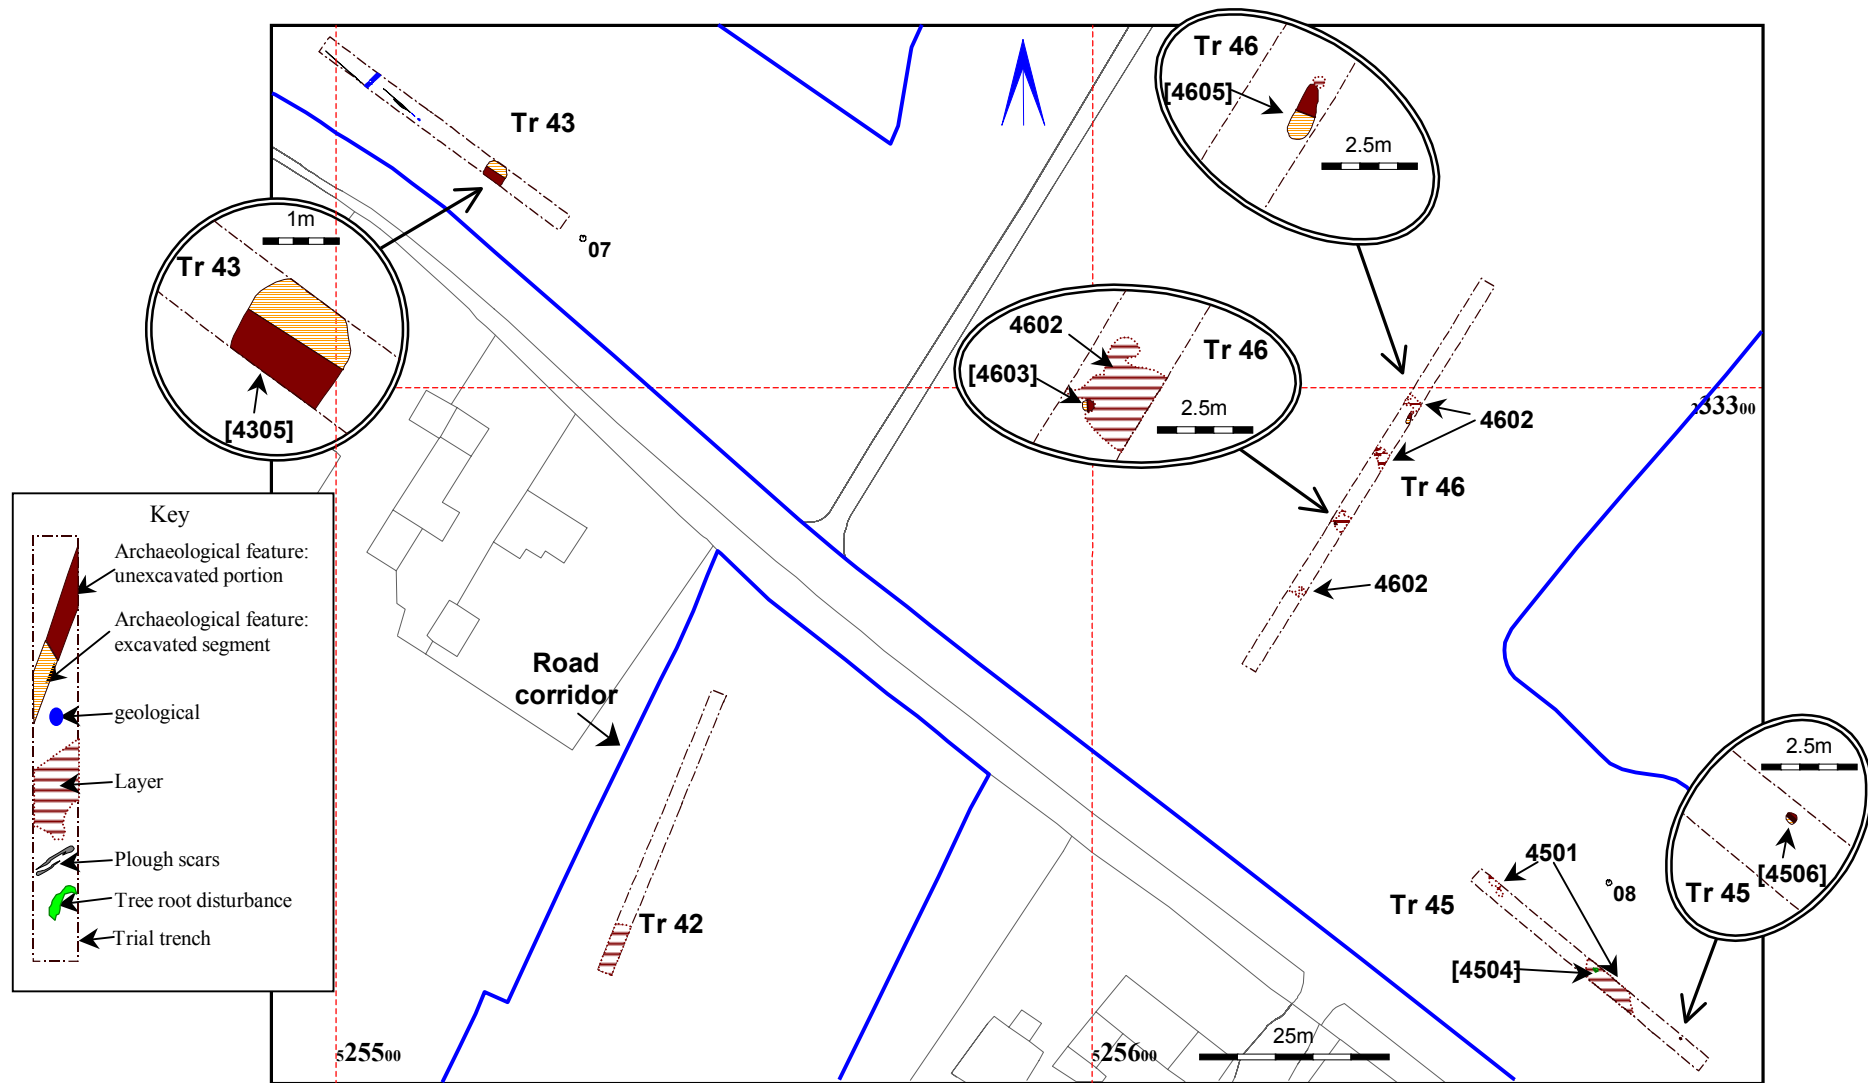 Tr 46
[4605]
2.5m
Tr 43
07
1m
Tr 43
[4305]
4602
Tr 46
[4603]
2.5m
33300
4602
Tr 46
4602
Key
Archaeological feature:
unexcavated portion
Archaeological feature:
excavated segment
geological
Layer
Plough scars
Tree root disturbance
Trial trench
Road
corridor
Tr 42
2.5m
[4506]
Tr 45
4501
08
Tr 45
[4504]
25m
525500
525600